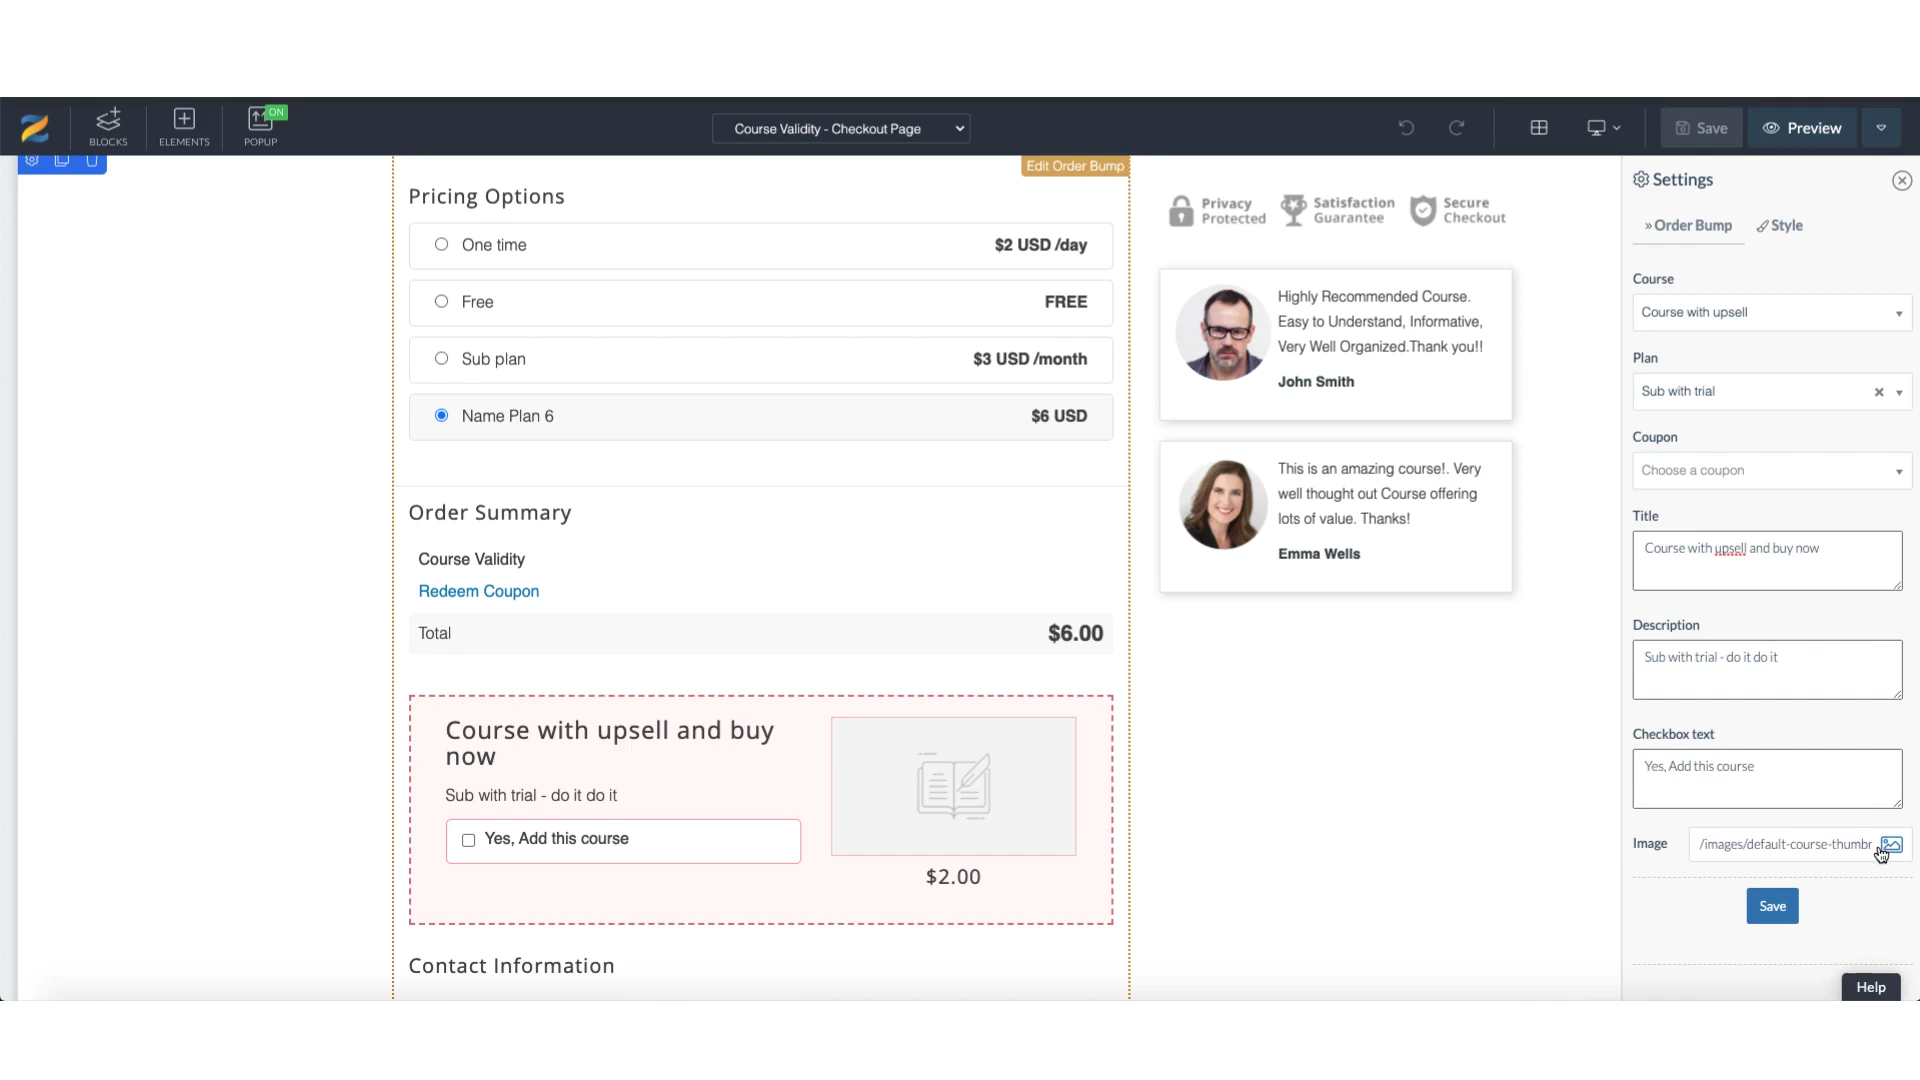 BLOCKS
ELEMENTS
ON
POPUP
Course Validity - Checkout Page
Save
Preview
Edit Order Bump
Pricing Options
One time
$2 USD /day
Free
FREE
Sub plan
$3 USD /month
Name Plan 6
$6 USD
Order Summary
Course Validity
Redeem Coupon
Total
$6.00
Course with upsell and buy
now
Sub with trial - do it do it
Yes, Add this course
$2.00
Contact Information
Privacy
Protected
Satisfaction
Guarantee
Secure
Checkout
Highly Recommended Course.
Easy to Understand, Informative,
Very Well Organized.Thank you!!
John Smith
This is an amazing course!. Very
well thought out Course offering
lots of value. Thanks!
Emma Wells
Settings
» Order Bump
Style
Course
Course with upsell
Plan
Sub with trial
Coupon
Choose a coupon
Title
Course with upsell and buy now
Description
Sub with trial - do it do it
Checkbox text
Yes, Add this course
Image
/images/default-course-thumbr
Save
Help